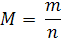 M = m/n